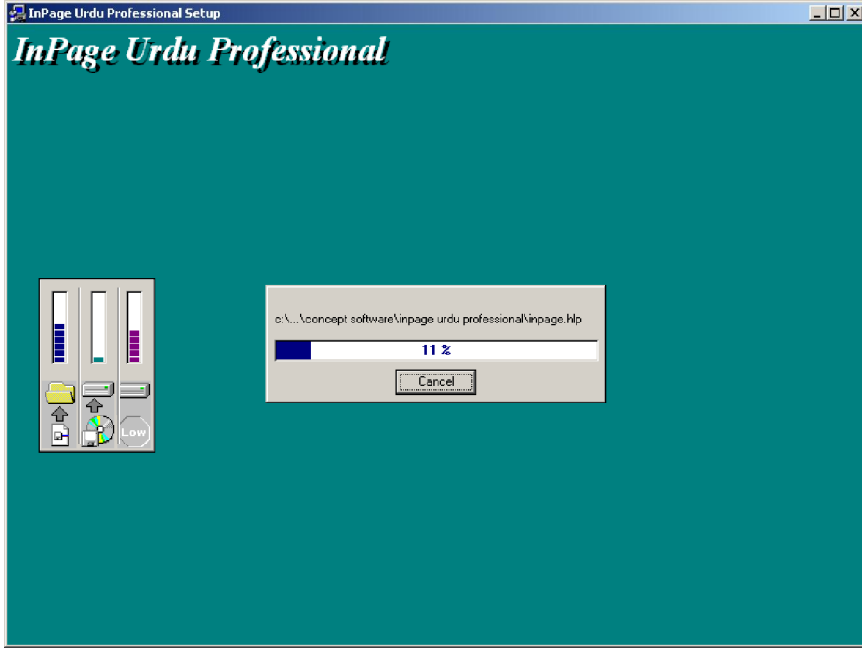 InPage Urdu Professional Setup
InPage Urdu Professional
c:\...\concept software\inpage urdu professional\inpage.hlp
11 %
Cancel
Low